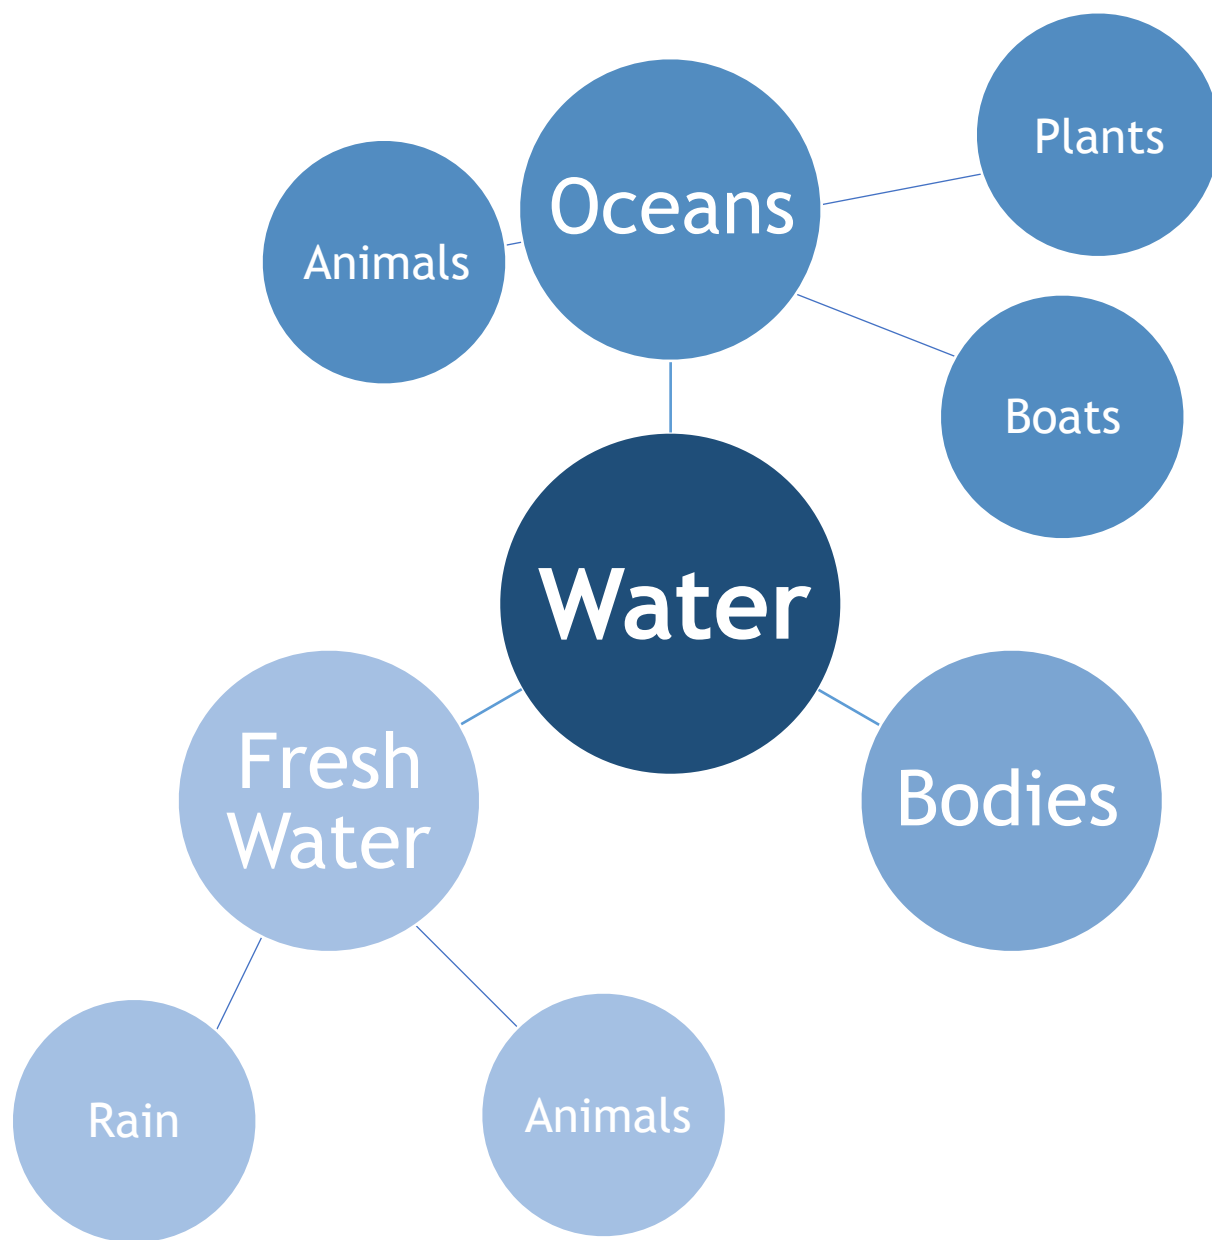 Plants
Oceans
Animals
Boats
Water
Fresh
Water
Bodies
Rain
Animals